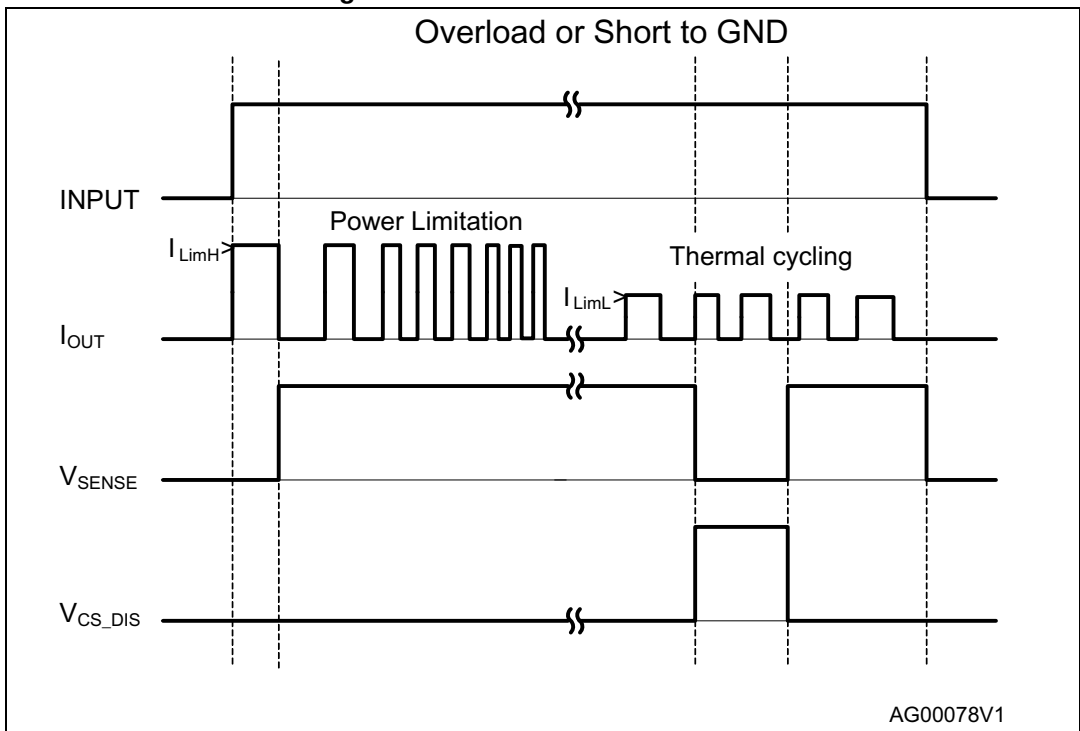 Overload or Short to GND
INPUT
Power Limitation
I LimH
Thermal cycling
I LimL
IOUT
VSENSE
VCS_DIS
AG00078V1